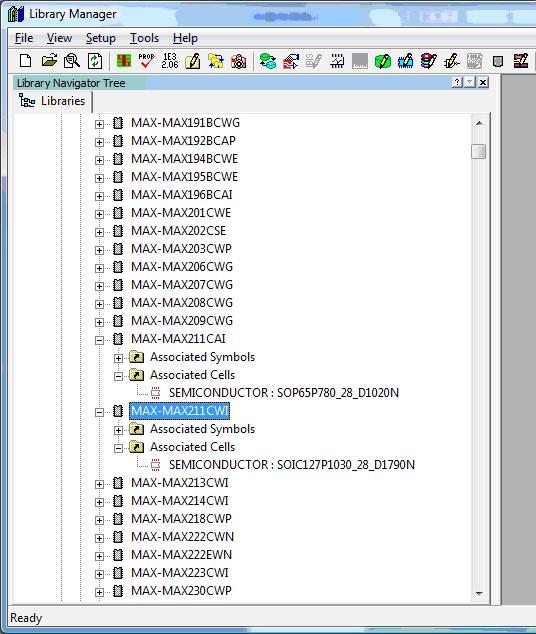 Library Manager
File View Setup Tools Help
PROP 1E3 2.06
Library Navigator Tree
Libraries
MAX-MAX191BCWG
MAX-MAX192BCAP
MAX-MAX194BCWE
MAX-MAX195BCWE
MAX-MAX196BCAI
MAX-MAX201CWE
MAX-MAX202CSE
MAX-MAX203CWP
MAX-MAX206CWG
MAX-MAX207CWG
MAX-MAX208CWG
MAX-MAX209CWG
MAX-MAX211CAI
Associated Symbols
Associated Cells
SEMICONDUCTOR : SOP65P780_28_D1020N
MAX-MAX211CWI
Associated Symbols
Associated Cells
SEMICONDUCTOR : SOIC127P1030_28_D1790N
MAX-MAX213CWI
MAX-MAX214CWI
MAX-MAX218CWP
MAX-MAX222CWN
MAX-MAX222EWN
MAX-MAX223CWI
MAX-MAX230CWP
Ready